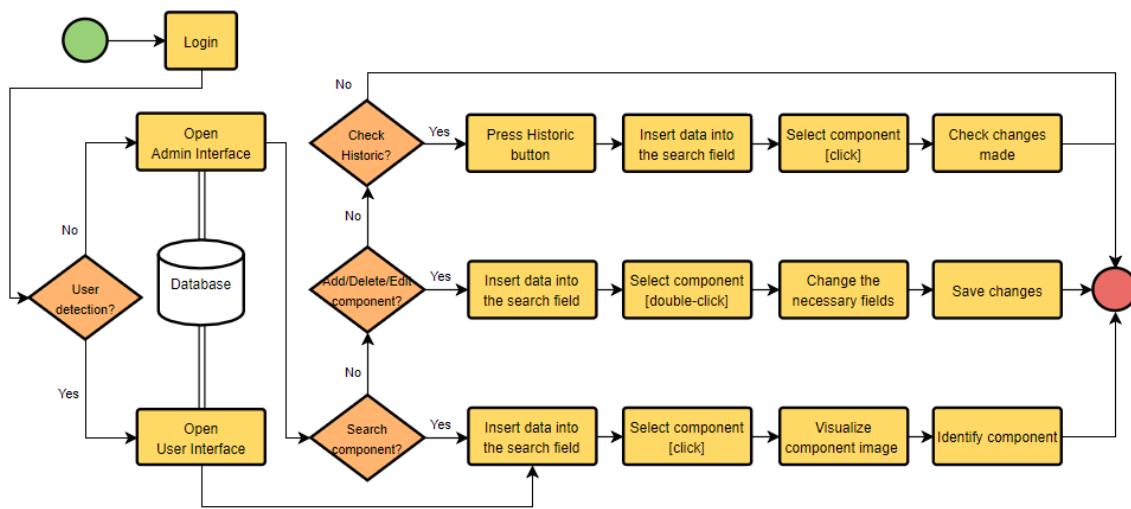 Login
No
Open
Admin Interface
Check
Historic?
Yes
Press Historic
button
Insert data into
the search field
Select component
[click]
Check changes
made
No
No
User
detection?
Database
Add/Delete/Edit
component?
Yes
Insert data into
the search field
Select component
[double-click]
Change the
necessary fields
Save changes
Yes
No
Open
User Interface
Search
component?
Yes
Insert data into
the search field
Select component
[click]
Visualize
component image
Identify component